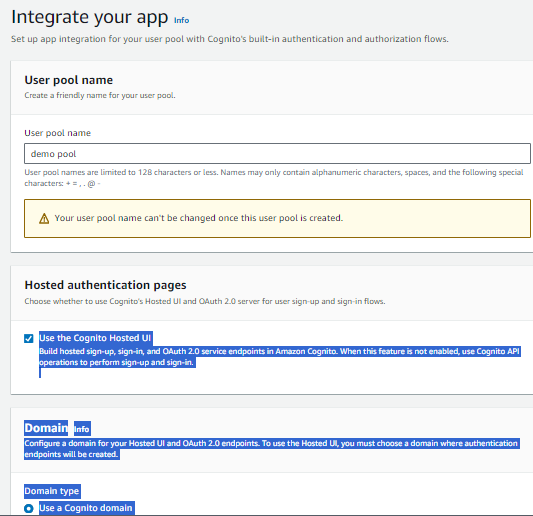 Integrate your app Info
Set up app integration for your user pool with Cognito's built-in authentication and authorization flows.
User pool name
Create a friendly name for your user pool.
User pool name
demo pool
User pool names are limited to 128 characters or less. Names may only contain alphanumeric characters, spaces, and the following special
characters: + = , . @ -
Your user pool name can't be changed once this user pool is created.
Hosted authentication pages
Choose whether to use Cognito's Hosted UI and OAuth 2.0 server for user sign-up and sign-in flows.
Use the Cognito Hosted UI
Build hosted sign-up, sign-in, and OAuth 2.0 service endpoints in Amazon Cognito. When this feature is not enabled, use Cognito API
operations to perform sign-up and sign-in.
Domain Info
Configure a domain for your Hosted UI and OAuth 2.0 endpoints. To use the Hosted UI, you must choose a domain where authentication
endpoints will be created.
Domain type
Use a Cognito domain